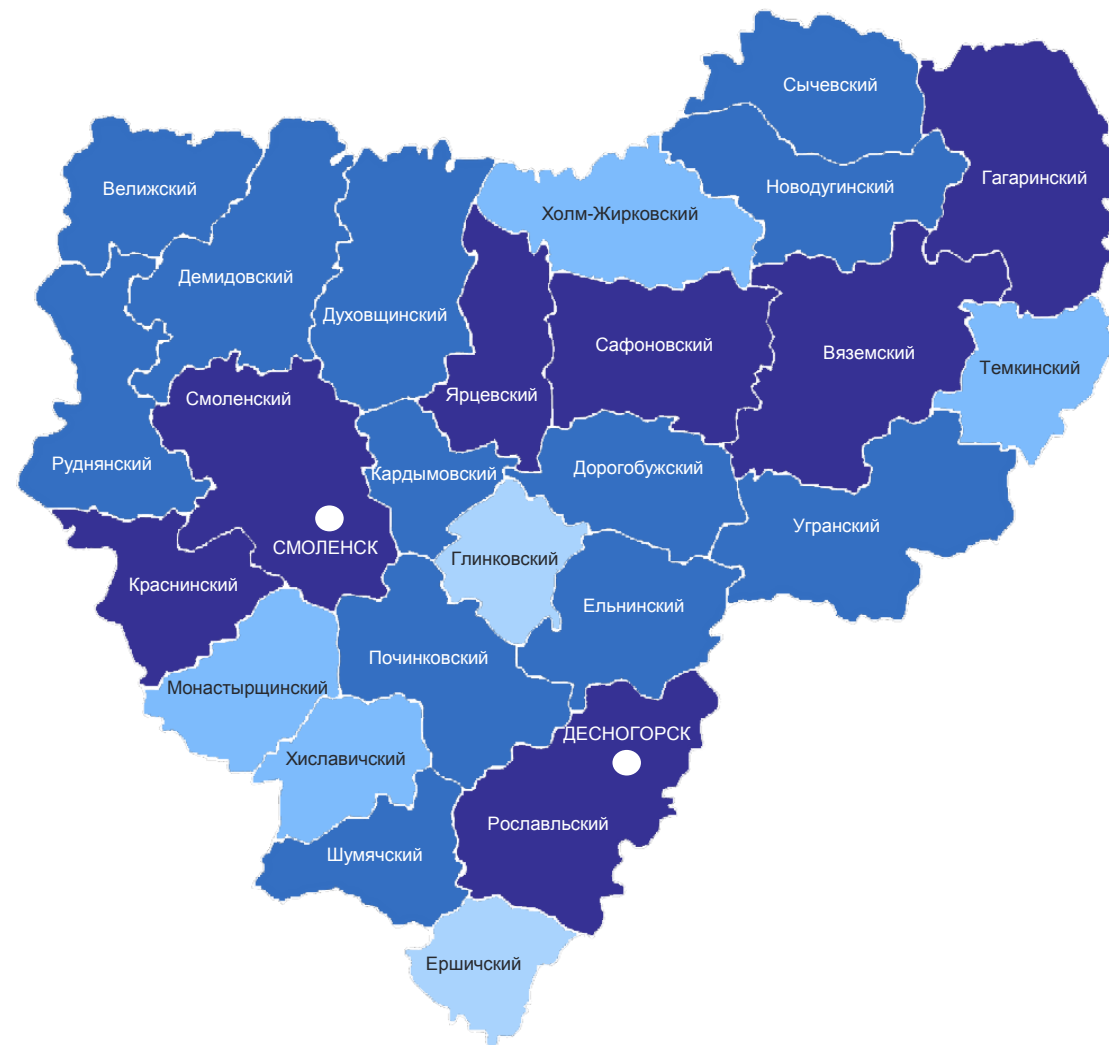 Сычевский
Гагаринский
Велижский
Новодугинский
Холм-Жирковский
Демидовский
Духовщинский
Сафоновский
Вяземский
Темкинский
Ярцевский
Смоленский
Руднянский
Кардымовский
Дорогобужский
Угранский
СМОЛЕНСК
Глинковский
Краснинский
Ельнинский
Починковский
Монастырщинский
ДЕСНОГОРСК
Хиславичский
Рославльский
Шумячский
Ершичский